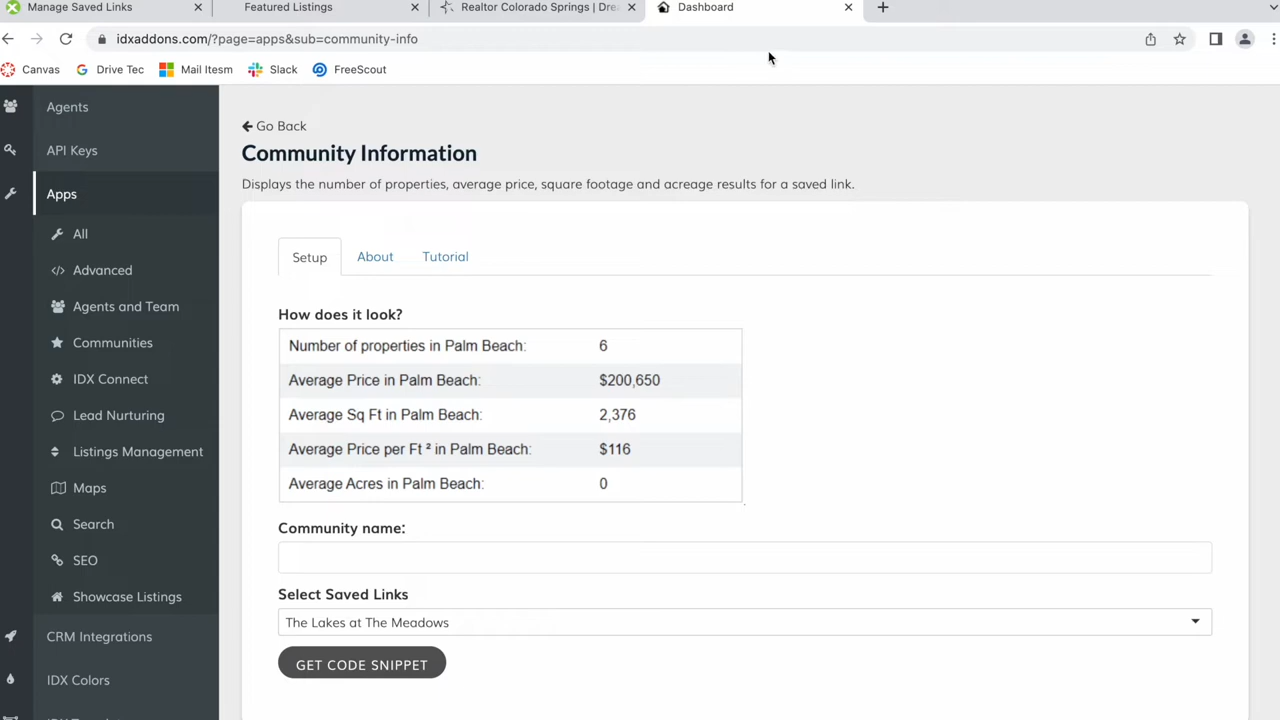 Manage Saved Links
Featured Listings
Realtor Colorado Springs | Drea
Dashboard
idxaddons.com/?page=apps&sub=community-info
Canvas
Drive Tec
Mail Itesm
Slack
FreeScout
Agents
API Keys
Apps
All
Advanced
Agents and Team
Communities
IDX Connect
Lead Nurturing
Listings Management
Maps
Search
SEO
Showcase Listings
CRM Integrations
IDX Colors
Go Back
Community Information
Displays the number of properties, average price, square footage and acreage results for a saved link.
Setup
About
Tutorial
How does it look?
Number of properties in Palm Beach: 6
Average Price in Palm Beach: $200,650
Average Sq Ft in Palm Beach: 2,376
Average Price per Ft ² in Palm Beach: $116
Average Acres in Palm Beach: 0
Community name:
Select Saved Links
The Lakes at The Meadows
GET CODE SNIPPET